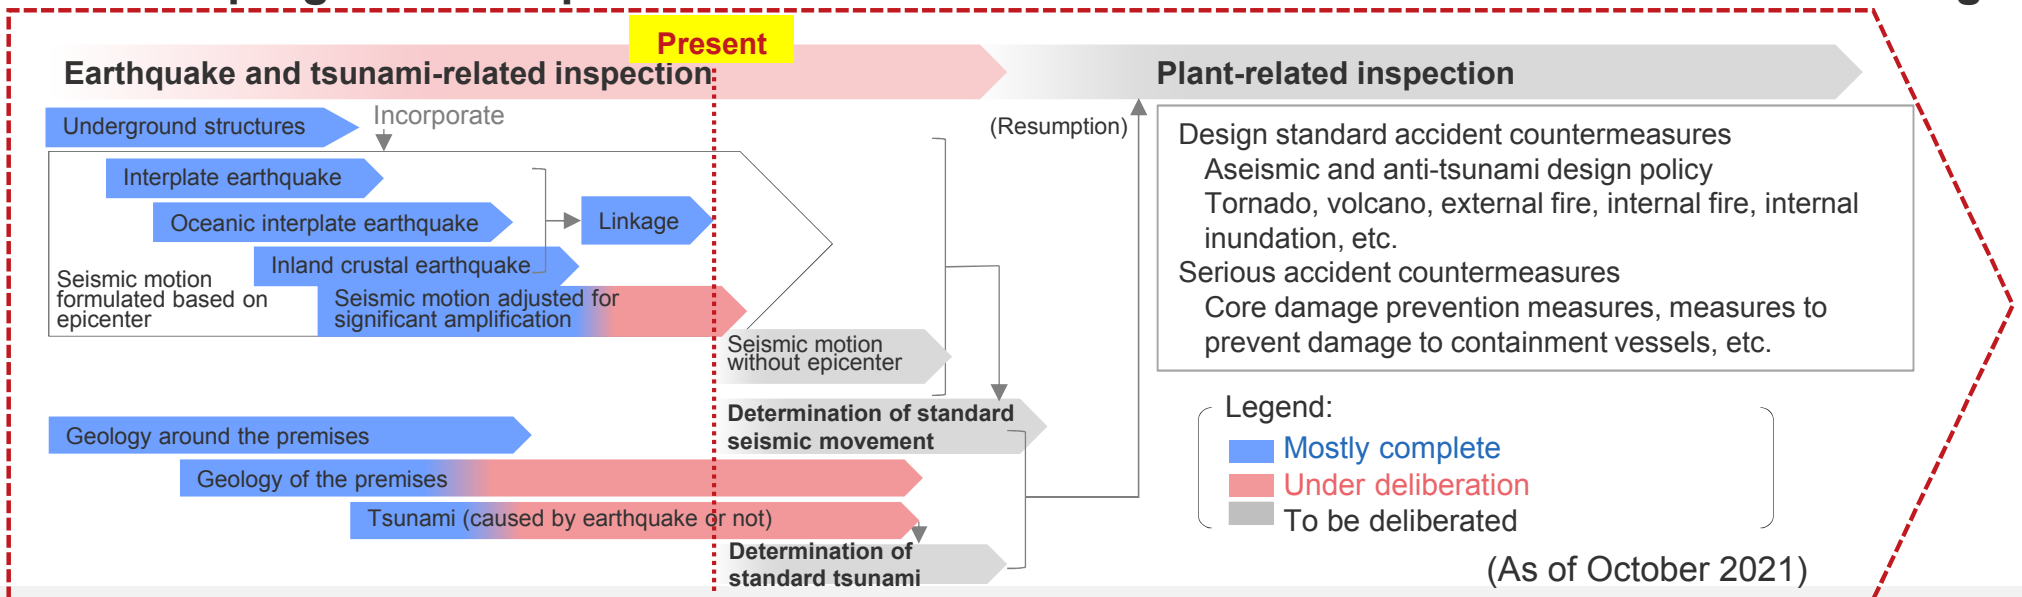 Present
Earthquake and tsunami-related inspection
Plant-related inspection
Underground structures
Incorporate
(Resumption)
Interplate earthquake
Oceanic interplate earthquake
Linkage
Inland crustal earthquake
Seismic motion
formulated based on
epicenter
Seismic motion adjusted for
significant amplification
Seismic motion
without epicenter
Determination of standard
seismic movement
Geology around the premises
Geology of the premises
Tsunami (caused by earthquake or not)
Determination of
standard tsunami
Design standard accident countermeasures
Aseismic and anti-tsunami design policy
Tornado, volcano, external fire, internal fire, internal
inundation, etc.
Serious accident countermeasures
Core damage prevention measures, measures to
prevent damage to containment vessels, etc.
Legend:
Mostly complete
Under deliberation
To be deliberated
(As of October 2021)